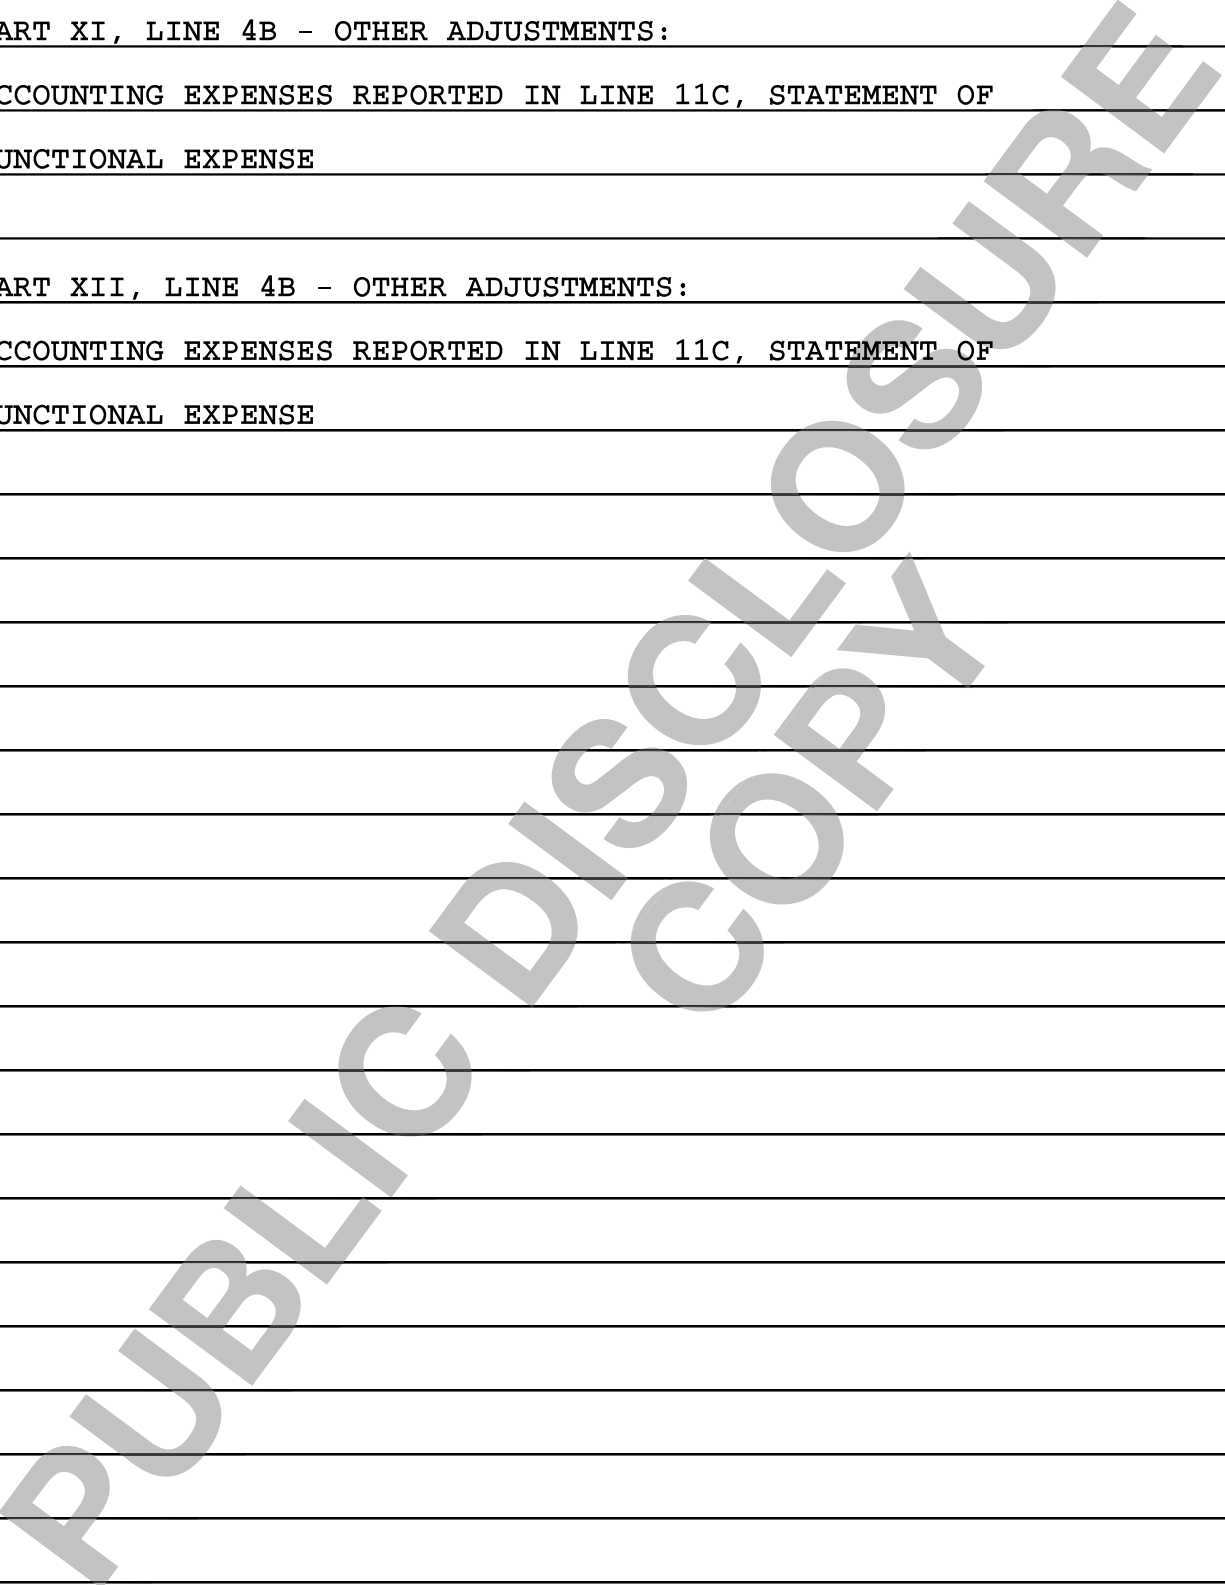 ART XI, LINE 4B - OTHER ADJUSTMENTS:
CCOUNTING EXPENSES REPORTED IN LINE 11C, STATEMENT OF
UNCTIONAL EXPENSE
ART XII, LINE 4B - OTHER ADJUSTMENTS:
CCOUNTING EXPENSES REPORTED IN LINE 11C, STATEMENT OF
UNCTIONAL EXPENSE
PUBLIC DISCLOSURE
COPY